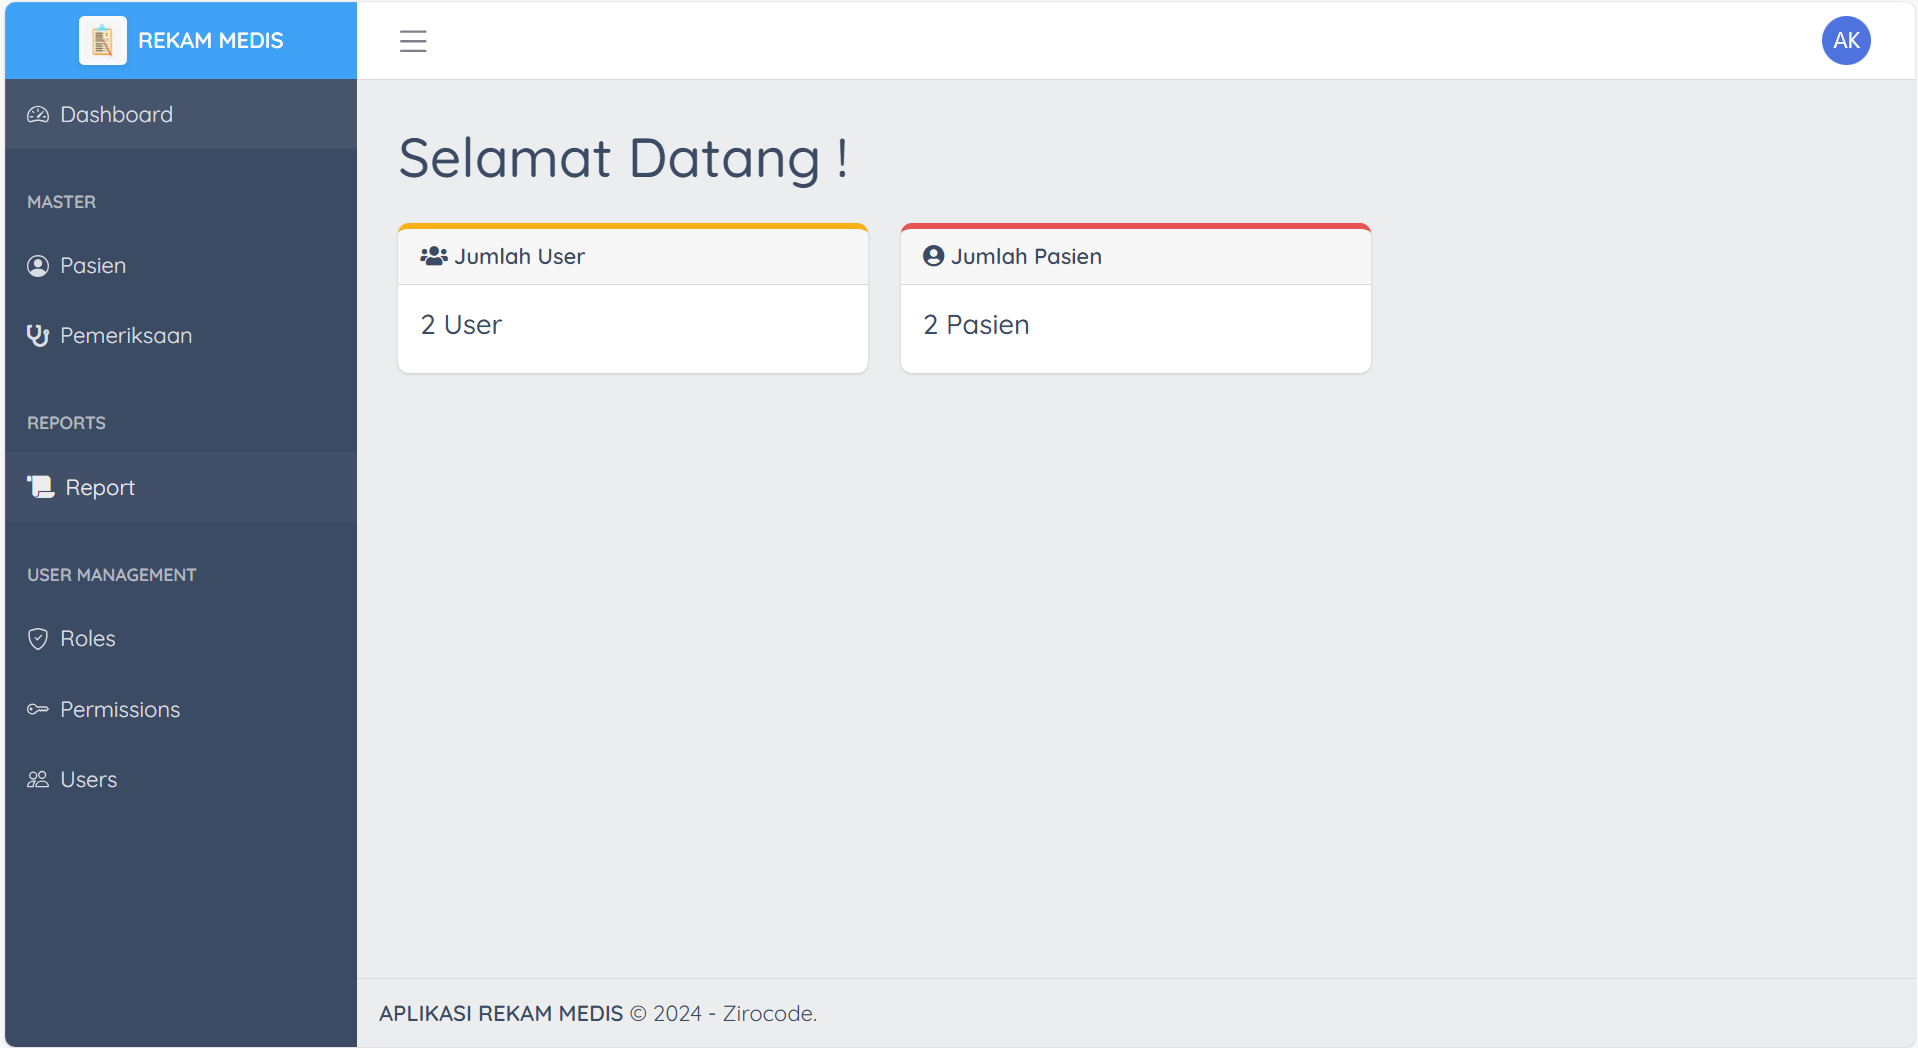 REKAM MEDIS
AK
Dashboard
MASTER
Pasien
Pemeriksaan
REPORTS
Report
USER MANAGEMENT
Roles
Permissions
Users
Selamat Datang !
Jumlah User
2 User
Jumlah Pasien
2 Pasien
APLIKASI REKAM MEDIS © 2024 - Zirocode.